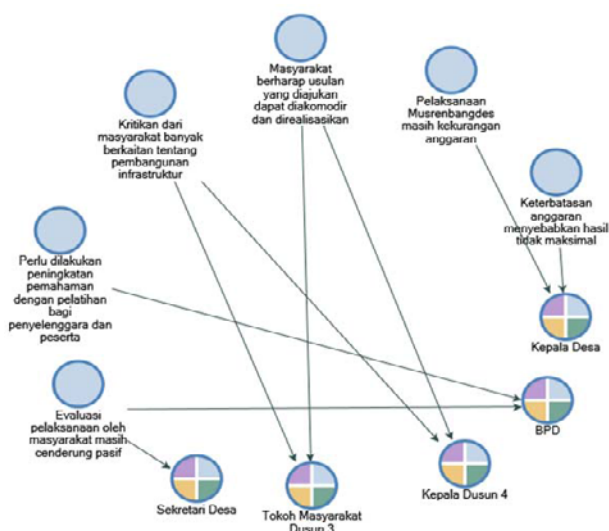 Masyarakat
berharap usulan
yang diajukan
dapat diakomodir
dan direalisasikan
Kritikan dari
masyarakat banyak
berkaitan tentang
pembangunan
infrastruktur
Pelaksanaan
Musrenbangdes
masih kekurangan
anggaran
Keterbatasan
anggaran
menyebabkan hasil
tidak maksimal
Perlu dilakukan
peningkatan
pemahaman
dengan pelatihan
bagi
penyelenggara dan
peserta
Kepala Desa
BPD
Evaluasi
pelaksanaan oleh
masyarakat masih
cenderung pasif
Sekretari Desa
Tokoh Masyarakat
Dusun 3
Kepala Dusun 4